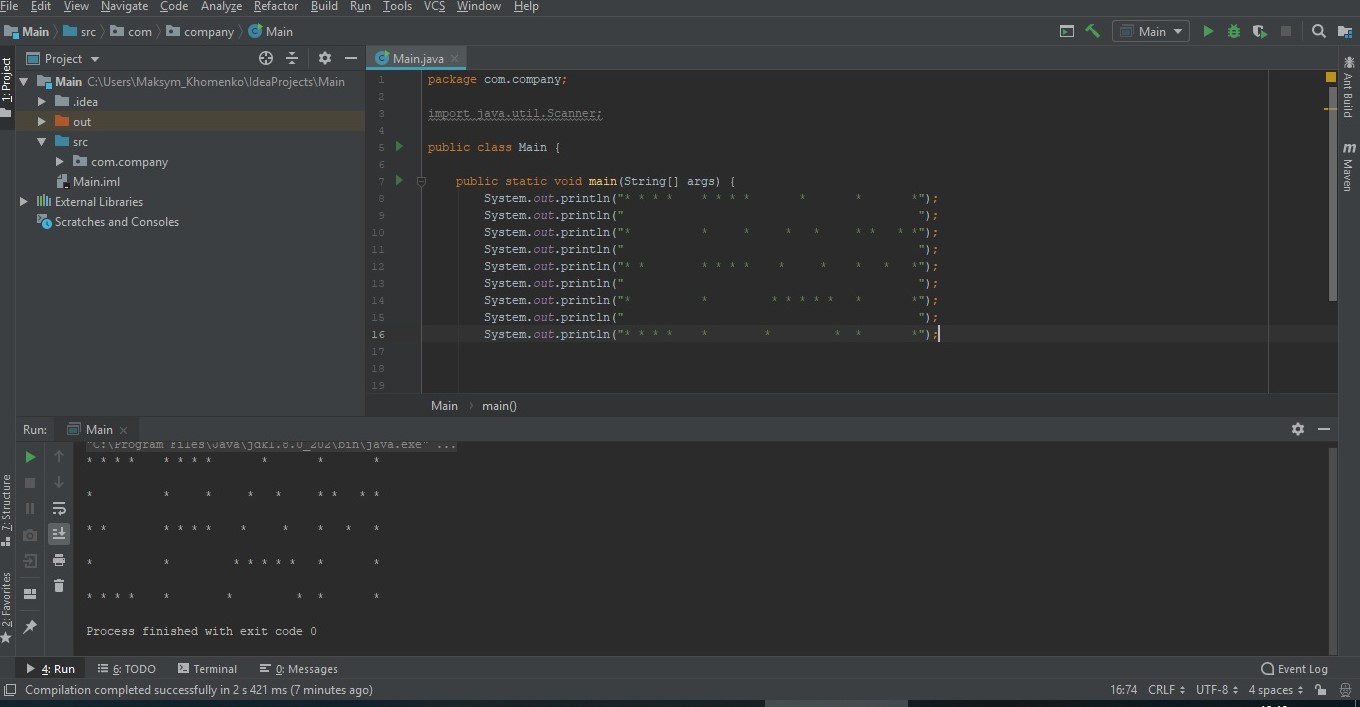 File Edit View Navigate Code Analyze Refactor Build Run Tools VCS Window Help
Main src com company Main Main
Project Main.java
Main C:\Users\Maksym_Khomenko\IdeaProjects\Main
.idea
out
src
com.company
Main.iml
External Libraries
Scratches and Consoles
1: Project
7: Structure
2: Favorites
Ant Build
Maven
1 package com.company;
2
3 import java.util.Scanner;
4
5 public class Main {
6
7 public static void main(String[] args) {
8 System.out.println("* * * *    * * * *       *       *       *");
9 System.out.println("                                          ");
10 System.out.println("*          *     *     *   *     * *   * *");
11 System.out.println("                                          ");
12 System.out.println("* *        * * * *    *     *   *   *   *");
13 System.out.println("                                          ");
14 System.out.println("*          *         * * * * *   *       *");
15 System.out.println("                                          ");
16 System.out.println("* * * *    *        *         * *       *");
17
18
19
Main main()
Run: Main
"C:\Program Files\Java\jdk1.8.0_202\bin\java.exe" ...
* * * *    * * * *       *       *       *
*          *     *     *   *     * *   * *
* *        * * * *    *     *    *   *   *
*          *         * * * * *   *       *
* * * *    *        *         *  *       *
Process finished with exit code 0
4: Run 6: TODO Terminal 0: Messages Event Log
Compilation completed successfully in 2 s 421 ms (7 minutes ago) 16:74 CRLF UTF-8 4 spaces